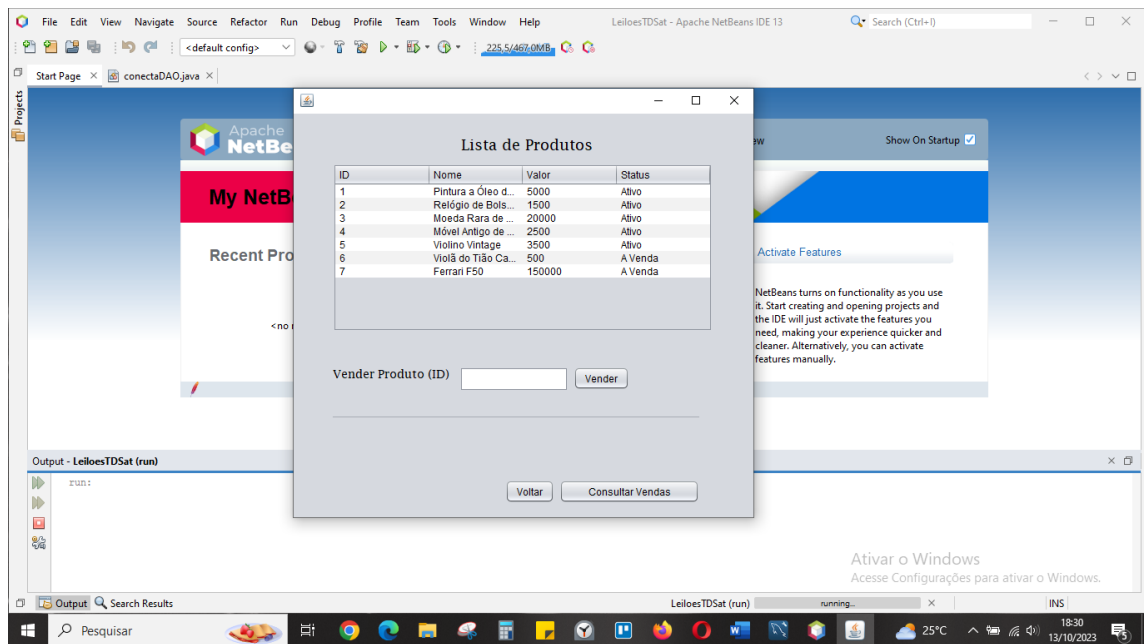 File Edit View Navigate Source Refactor Run Debug Profile Team Tools Window Help LeiloesTDSat - Apache NetBeans IDE 13 Search (Ctrl+I)
<default config> 225,5/467,0MB
Start Page conectaDAO.java
Projects
Apache
NetBe ew Show On Startup
Lista de Produtos
ID Nome Valor Status
1 Pintura a Óleo d... 5000 Ativo
2 Relógio de Bols... 1500 Ativo
3 Moeda Rara de ... 20000 Ativo
4 Móvel Antigo de ... 2500 Ativo
5 Violino Vintage 3500 Ativo
6 Violã do Tião Ca... 500 A Venda
7 Ferrari F50 150000 A Venda
My NetB
Recent Pro
<no r
Activate Features
NetBeans turns on functionality as you use
it. Start creating and opening projects and
the IDE will just activate the features you
need, making your experience quicker and
cleaner. Alternatively, you can activate
features manually.
Vender Produto (ID) Vender
Voltar Consultar Vendas
Output - LeiloesTDSat (run)
run:
Ativar o Windows
Acesse Configurações para ativar o Windows.
Output Search Results LeiloesTDSat (run) running... INS
Pesquisar 25°C 18:30
13/10/2023